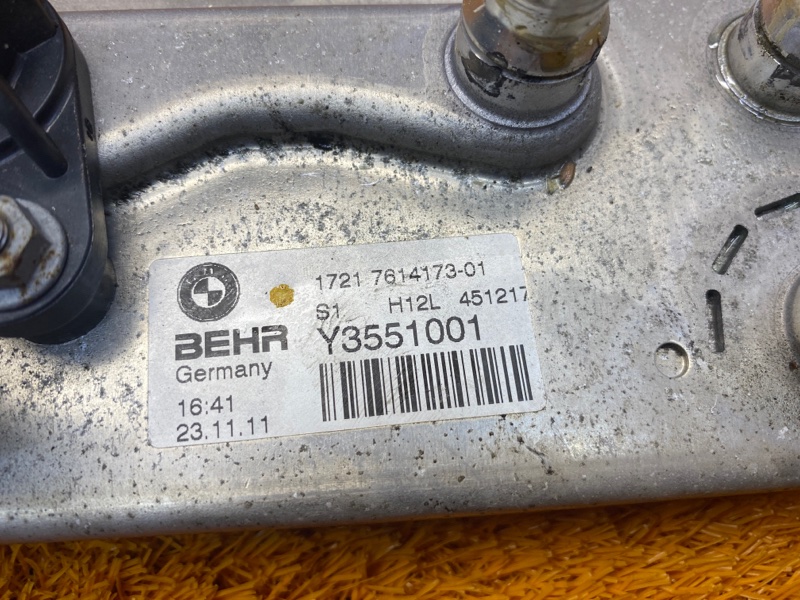 1721 7614173-01
S1 H12L 451217
BEHR Y3551001
Germany
16:41
23.11.11